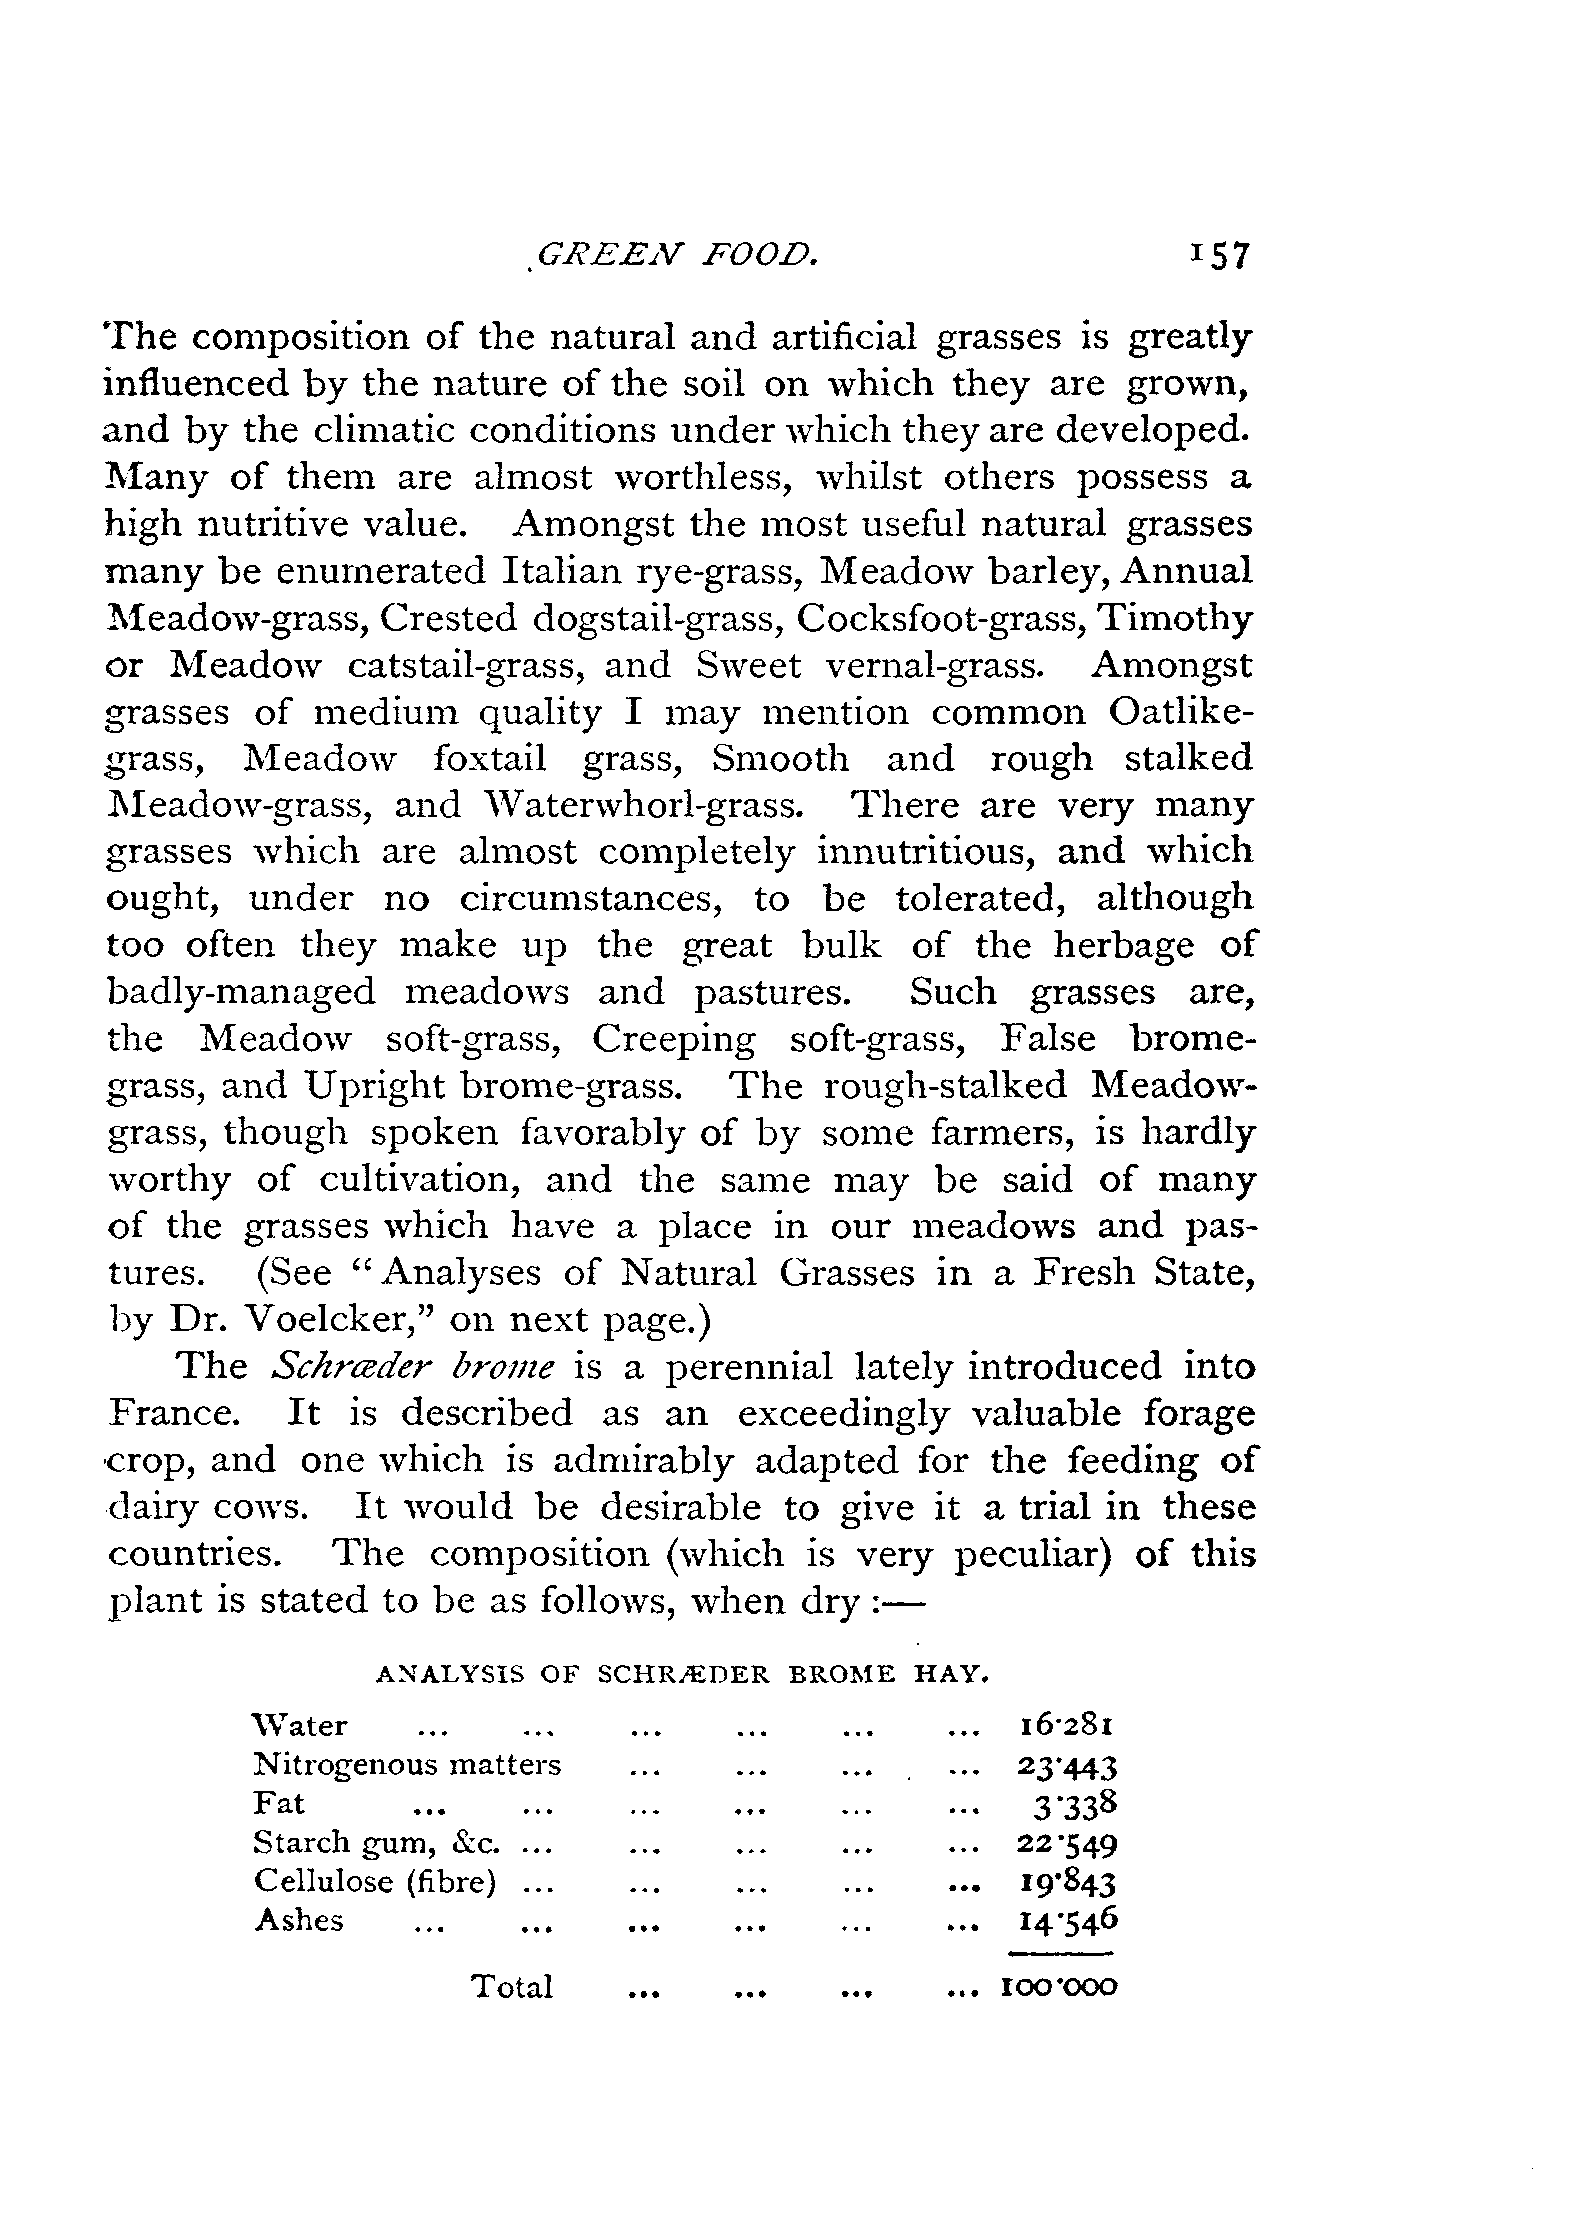 GREEN FOOD. 157
The composition of the natural and artificial grasses is greatly
influenced by the nature of the soil on which they are grown,
and by the climatic conditions under which they are developed.
Many of them are almost worthless, whilst others possess a
high nutritive value. Amongst the most useful natural grasses
many be enumerated Italian rye-grass, Meadow barley, Annual
Meadow-grass, Crested dogstail-grass, Cocksfoot-grass, Timothy
or Meadow catstail-grass, and Sweet vernal-grass. Amongst
grasses of medium quality I may mention common Oatlike-
grass, Meadow foxtail grass, Smooth and rough stalked
Meadow-grass, and Waterwhorl-grass. There are very many
grasses which are almost completely innutritious, and which
ought, under no circumstances, to be tolerated, although
too often they make up the great bulk of the herbage of
badly-managed meadows and pastures. Such grasses are,
the Meadow soft-grass, Creeping soft-grass, False brome-
grass, and Upright brome-grass. The rough-stalked Meadow-
grass, though spoken favorably of by some farmers, is hardly
worthy of cultivation, and the same may be said of many
of the grasses which have a place in our meadows and pas-
tures. (See “Analyses of Natural Grasses in a Fresh State,
by Dr. Voelcker,” on next page.)
The Schræder brome is a perennial lately introduced into
France. It is described as an exceedingly valuable forage
crop, and one which is admirably adapted for the feeding of
dairy cows. It would be desirable to give it a trial in these
countries. The composition (which is very peculiar) of this
plant is stated to be as follows, when dry :—
ANALYSIS OF SCHRÆDER BROME HAY.
Water ... ... ... ... ... ... 16·281
Nitrogenous matters ... ... ... ... 23·443
Fat ... ... ... ... ... ... 3·338
Starch gum, &c. ... ... ... ... ... 22·549
Cellulose (fibre) ... ... ... ... ... 19·843
Ashes ... ... ... ... ... ... 14·546
Total ... ... ... ... 100·000